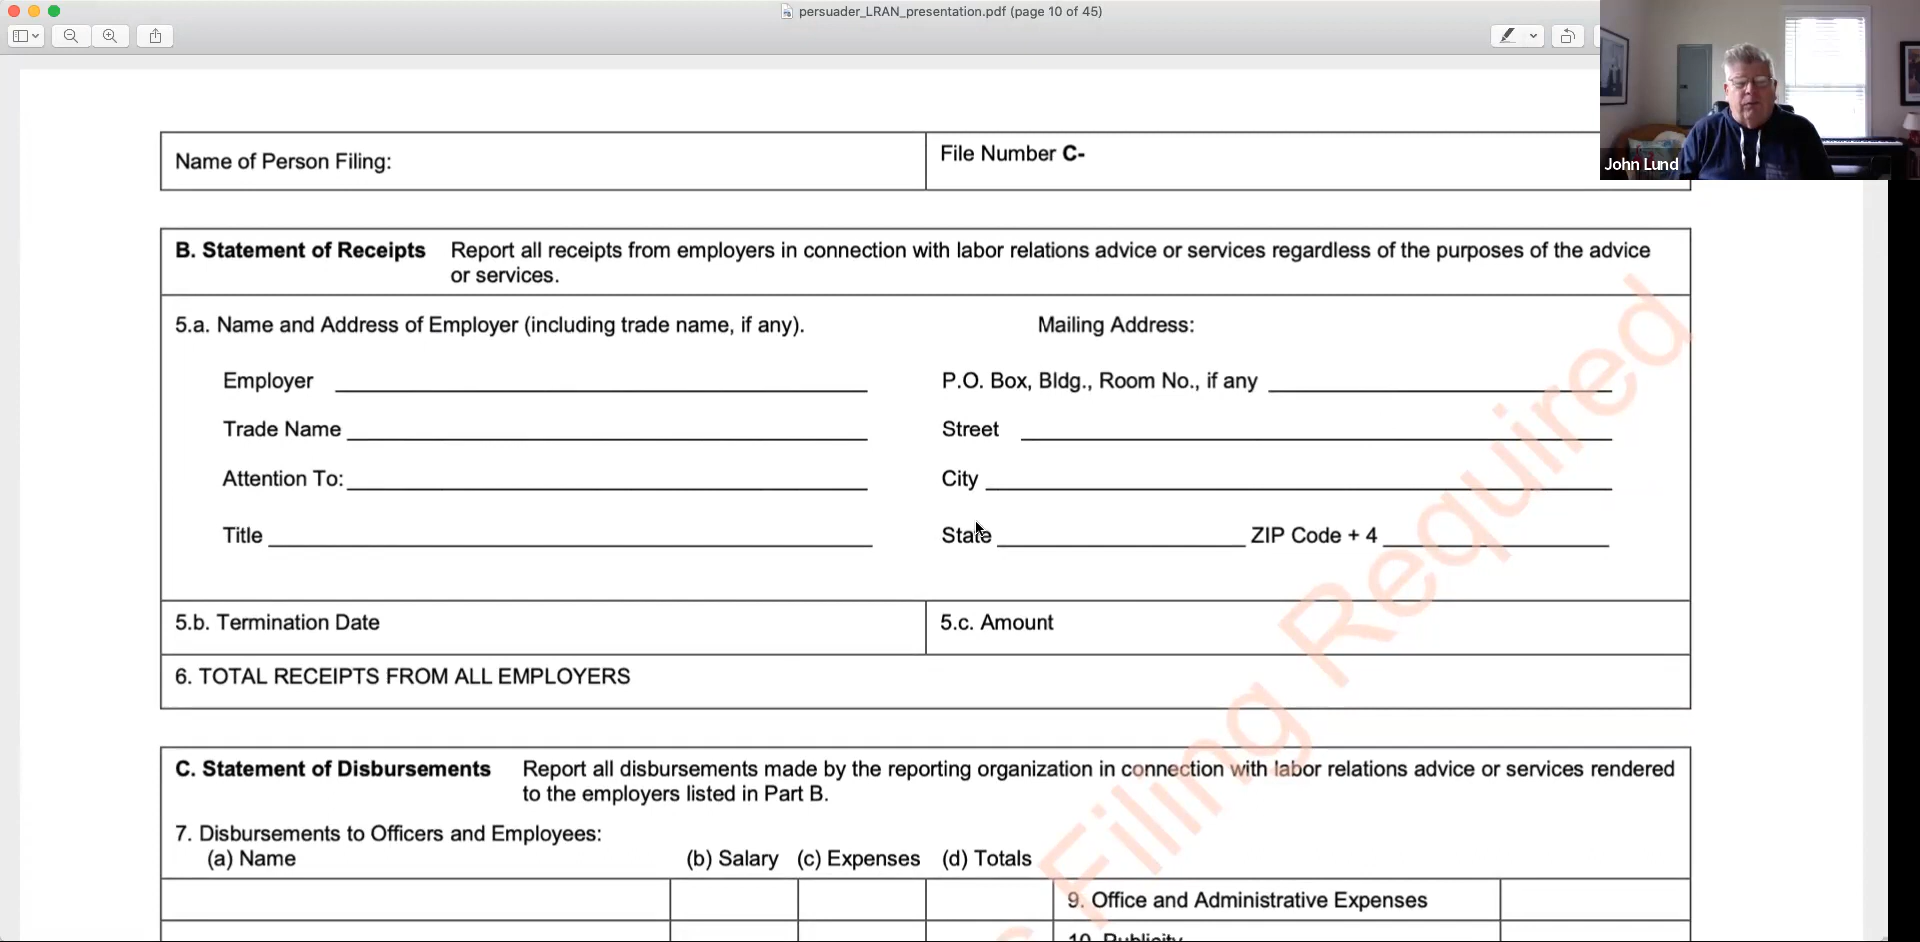 persuader_LRAN_presentation.pdf (page 10 of 45)
John Lund
Name of Person Filing:
File Number C-
B. Statement of Receipts Report all receipts from employers in connection with labor relations advice or services regardless of the purposes of the advice
or services.
5.a. Name and Address of Employer (including trade name, if any).
Mailing Address:
Employer
P.O. Box, Bldg., Room No., if any
Trade Name
Street
Attention To:
City
Title
State
ZIP Code + 4
5.b. Termination Date
5.c. Amount
6. TOTAL RECEIPTS FROM ALL EMPLOYERS
C. Statement of Disbursements Report all disbursements made by the reporting organization in connection with labor relations advice or services rendered
to the employers listed in Part B.
7. Disbursements to Officers and Employees:
(a) Name (b) Salary (c) Expenses (d) Totals
9. Office and Administrative Expenses
10. Publicity
Filing Required